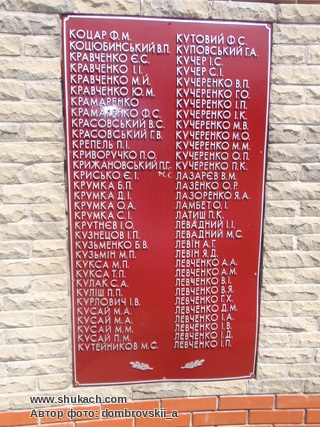 КОЦАР Ф.М.
КОЦЮБИНСЬКИЙ В.П.
КРАВЧЕНКО Є.С.
КРАВЧЕНКО І.І.
КРАВЧЕНКО М.Й.
КРАВЧЕНКО Ю.М.
КРАМАРЕНКО
КРАМАРЕНКО Ф.С.
КРАСОВСЬКИЙ В.С.
КРАСОВСЬКИЙ Г.В.
КРЕПЕЛЬ П.І.
КРИВОРУЧКО П.О.
КРИЖАНОВСЬКИЙ П.Г.
КРИСЬКО Є.І.
КРУМКА Б.П.
КРУМКА Д.І.
КРУМКА О.А.
КРУМКА С.І.
КРУТНЄВ І.О.
КУЗНЕЦОВ І.П.
КУЗЬМЕНКО Б.В.
КУЗЬМІН М.П.
КУКСА М.П.
КУКСА Т.П.
КУЛАК С.А.
КУЛІШ П.П.
КУРЛОВИЧ І.В.
КУСАЙ М.А.
КУСАЙ М.А.
КУСАЙ М.М.
КУСАЙ П.М.
КУТЕЙНИКОВ М.С.
КУТОВИЙ Ф.С.
КУПОВСЬКИЙ Г.А.
КУЧЕР І.С.
КУЧЕР С.І.
КУЧЕРЕНКО В.П.
КУЧЕРЕНКО Г.О.
КУЧЕРЕНКО І.П.
КУЧЕРЕНКО І.К.
КУЧЕРЕНКО М.В.
КУЧЕРЕНКО М.О.
КУЧЕРЕНКО М.М.
КУЧЕРЕНКО О.П.
КУЧЕРЕНКО П.К.
ЛАЗАРЄВ В.М.
ЛАЗЕНКО О.Р.
ЛАЗОРЕНКО Я.А.
ЛАМБЕТ О.І.
ЛАТИШ П.К.
ЛЕВАДНИЙ І.І.
ЛЕВАДНИЙ М.С.
ЛЕВІН А.Г.
ЛЕВІН Я.Д.
ЛЕВЧЕНКО А.А.
ЛЕВЧЕНКО А.М.
ЛЕВЧЕНКО В.І.
ЛЕВЧЕНКО В.Я.
ЛЕВЧЕНКО Г.Х.
ЛЕВЧЕНКО Д.М.
ЛЕВЧЕНКО І.А.
ЛЕВЧЕНКО І.В.
ЛЕВЧЕНКО І.Д.
ЛЕВЧЕНКО І.П.
www.shukach.com
Автор фото: dombrovskii_a